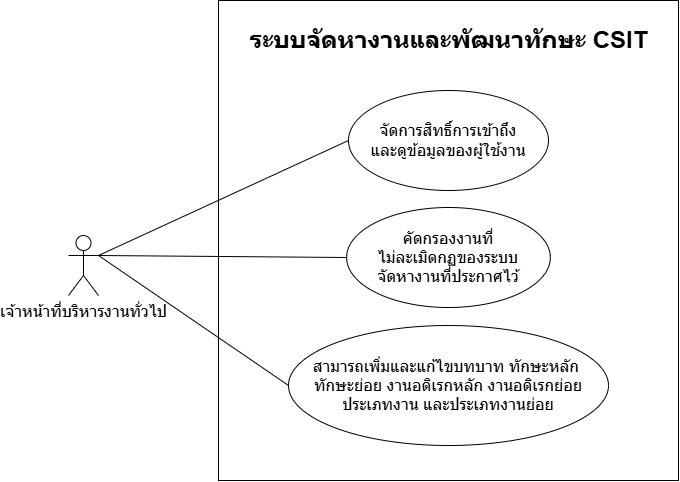 ระบบจัดหางานและพัฒนาทักษะ CSIT
จัดการสิทธิ์การเข้าถึง
และดูข้อมูลของผู้ใช้งาน
คัดกรองงานที่
ไม่ละเมิดกฎของระบบ
จัดหางานที่ประกาศไว้
เจ้าหน้าที่บริหารงานทั่วไป
สามารถเพิ่มและแก้ไขบทบาท ทักษะหลัก
ทักษะย่อย งานอดิเรกหลัก งานอดิเรกย่อย
ประเภทงาน และประเภทงานย่อย